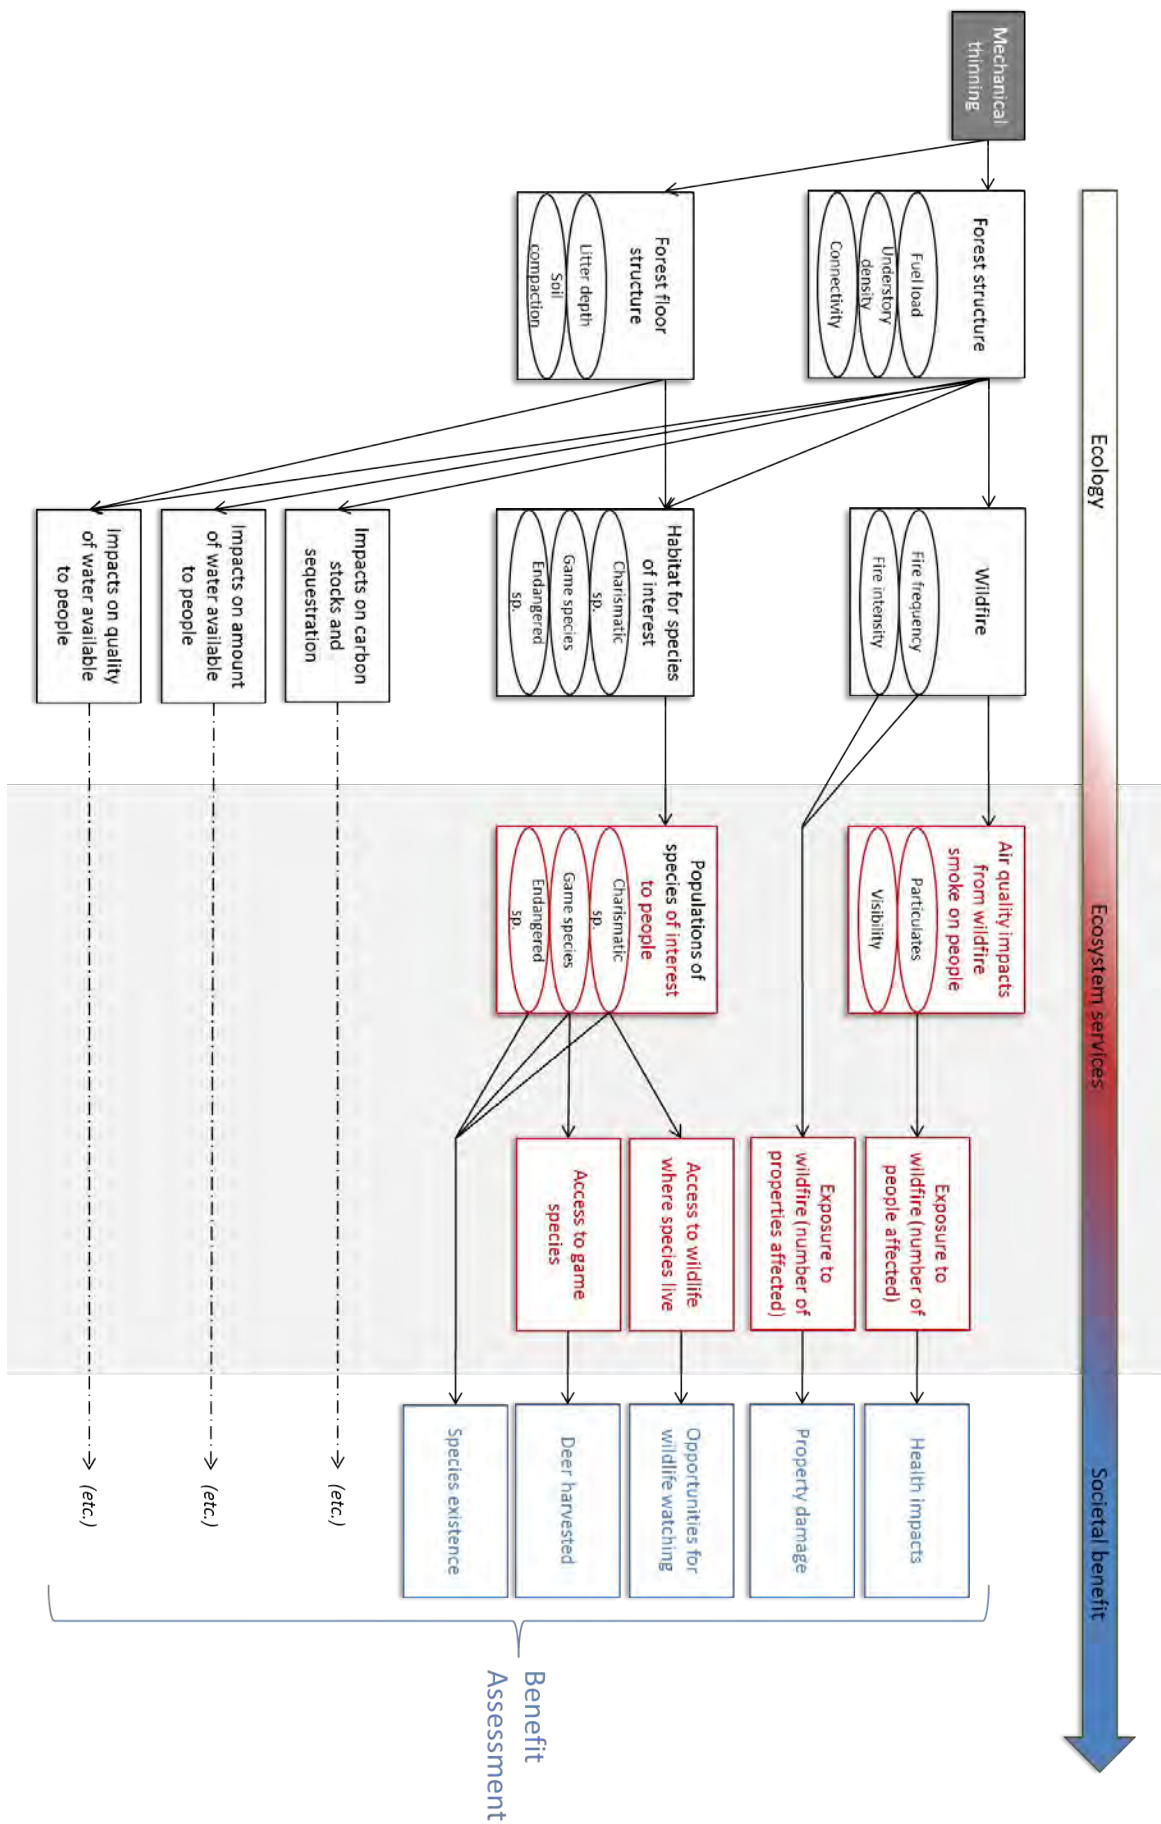 Ecology
Ecosystem services
Societal benefit
Mechanical
thinning
Forest structure
Fuel load
Understory
density
Connectivity
Forest floor
structure
Litter depth
Soil
compaction
Wildfire
Fire frequency
Fire intensity
Habitat for species
of interest
Charismatic
sp.
Game species
Endangered
sp.
Impacts on carbon
stocks and
sequestration
Impacts on amount
of water available
to people
Impacts on quality
of water available
to people
Air quality impacts
from wildfire
smoke on people
Particulates
Visibility
Populations of
species of interest
to people
Charismatic
sp.
Game species
Endangered
sp.
Exposure to
wildfire (number of
people affected)
Exposure to
wildfire (number of
properties affected)
Access to wildlife
where species live
Access to game
species
Health impacts
Property damage
Opportunities for
wildlife watching
Deer harvested
Species existence
(etc.)
(etc.)
(etc.)
Benefit
Assessment